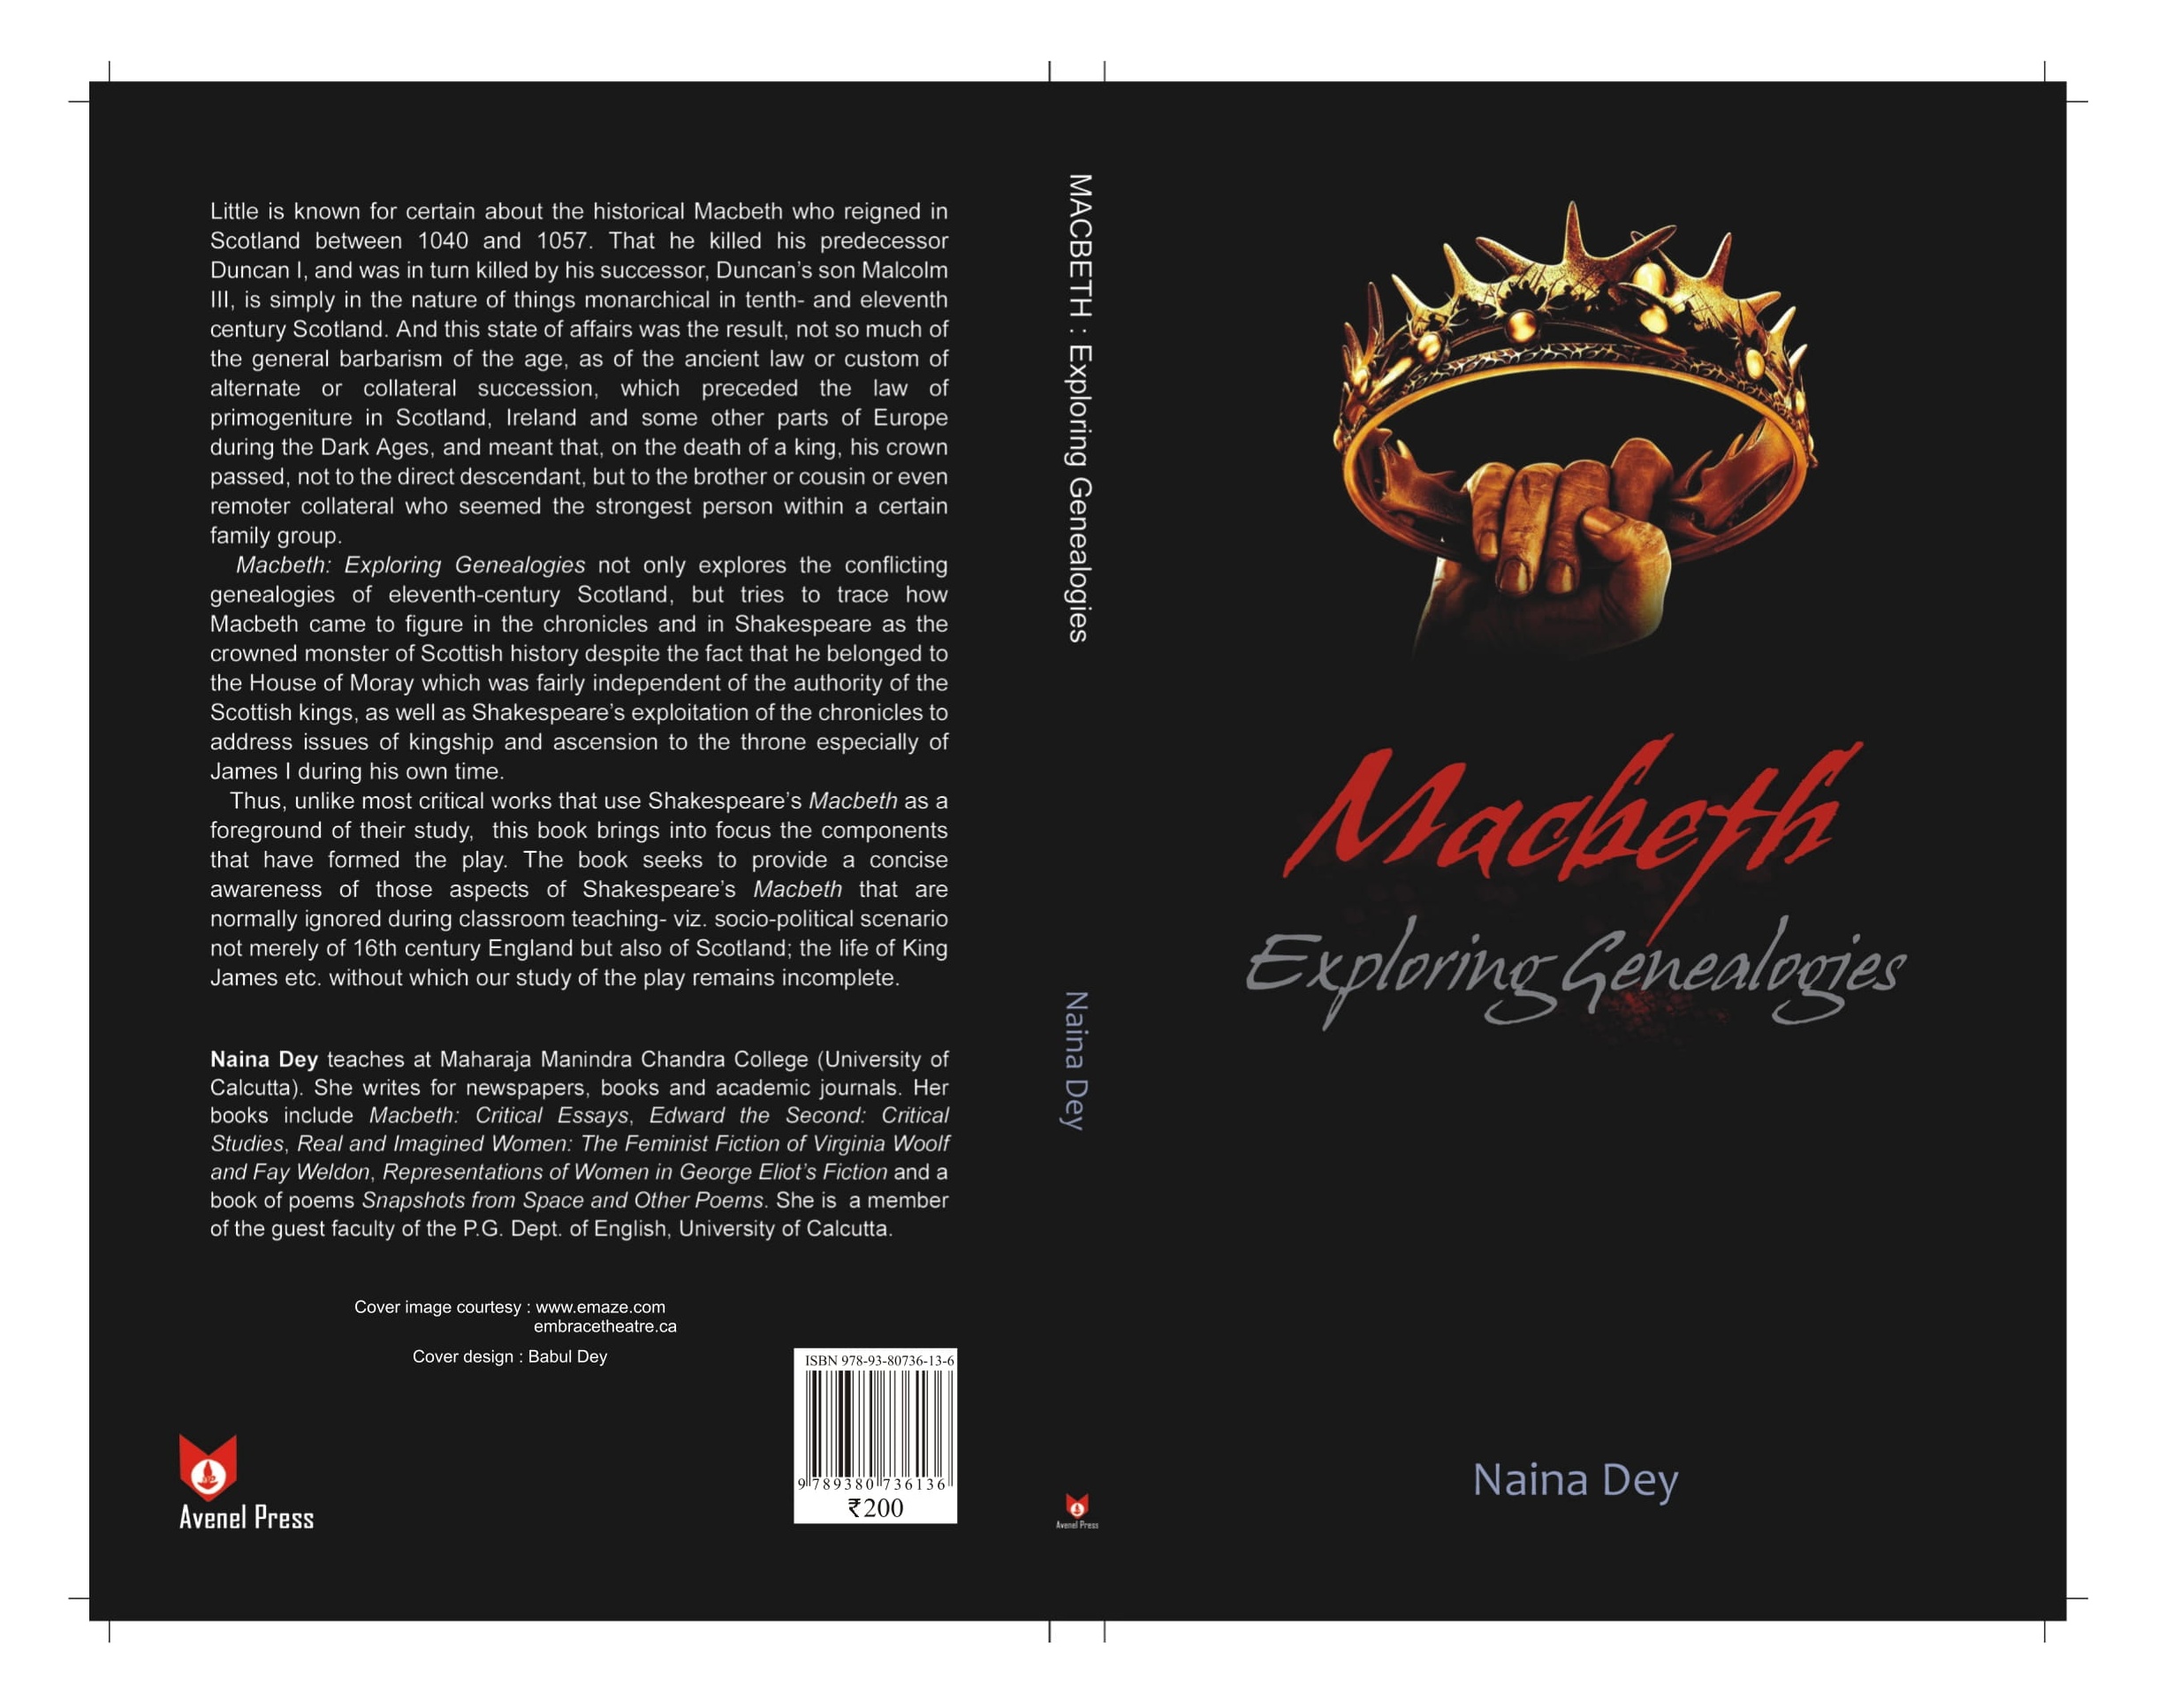 Little is known for certain about the historical Macbeth who reigned in
Scotland between 1040 and 1057. That he killed his predecessor
Duncan I, and was in turn killed by his successor, Duncan’s son Malcolm
III, is simply in the nature of things monarchical in tenth- and eleventh
century Scotland. And this state of affairs was the result, not so much of
the general barbarism of the age, as of the ancient law or custom of
alternate or collateral succession, which preceded the law of
primogeniture in Scotland, Ireland and some other parts of Europe
during the Dark Ages, and meant that, on the death of a king, his crown
passed, not to the direct descendant, but to the brother or cousin or even
remoter collateral who seemed the strongest person within a certain
family group.
Macbeth: Exploring Genealogies not only explores the conflicting
genealogies of eleventh-century Scotland, but tries to trace how
Macbeth came to figure in the chronicles and in Shakespeare as the
crowned monster of Scottish history despite the fact that he belonged to
the House of Moray which was fairly independent of the authority of the
Scottish kings, as well as Shakespeare’s exploitation of the chronicles to
address issues of kingship and ascension to the throne especially of
James I during his own time.
Thus, unlike most critical works that use Shakespeare’s Macbeth as a
foreground of their study, this book brings into focus the components
that have formed the play. The book seeks to provide a concise
awareness of those aspects of Shakespeare’s Macbeth that are
normally ignored during classroom teaching- viz. socio-political scenario
not merely of 16th century England but also of Scotland; the life of King
James etc. without which our study of the play remains incomplete.
Naina Dey teaches at Maharaja Manindra Chandra College (University of
Calcutta). She writes for newspapers, books and academic journals. Her
books include Macbeth: Critical Essays, Edward the Second: Critical
Studies, Real and Imagined Women: The Feminist Fiction of Virginia Woolf
and Fay Weldon, Representations of Women in George Eliot’s Fiction and a
book of poems Snapshots from Space and Other Poems. She is a member
of the guest faculty of the P.G. Dept. of English, University of Calcutta.
Cover image courtesy : www.emaze.com
embracetheatre.ca
Cover design : Babul Dey
ISBN 978-93-80736-13-6
9 789380 736136
₹200
Avenel Press
MACBETH : Exploring Genealogies
Naina Dey
Avenel Press
Macbeth
Exploring Genealogies
Naina Dey